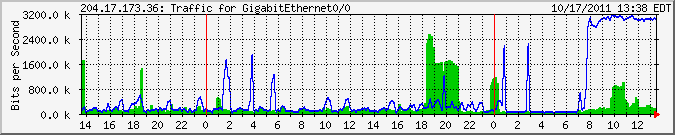 204.17.173.36: Traffic for GigabitEthernet0/0 10/17/2011 13:38 EDT
Bits per Second
3200.0 k
2400.0 k
1600.0 k
800.0 k
0.0 k
14 16 18 20 22 0 2 4 6 8 10 12 14 16 18 20 22 0 2 4 6 8 10 12